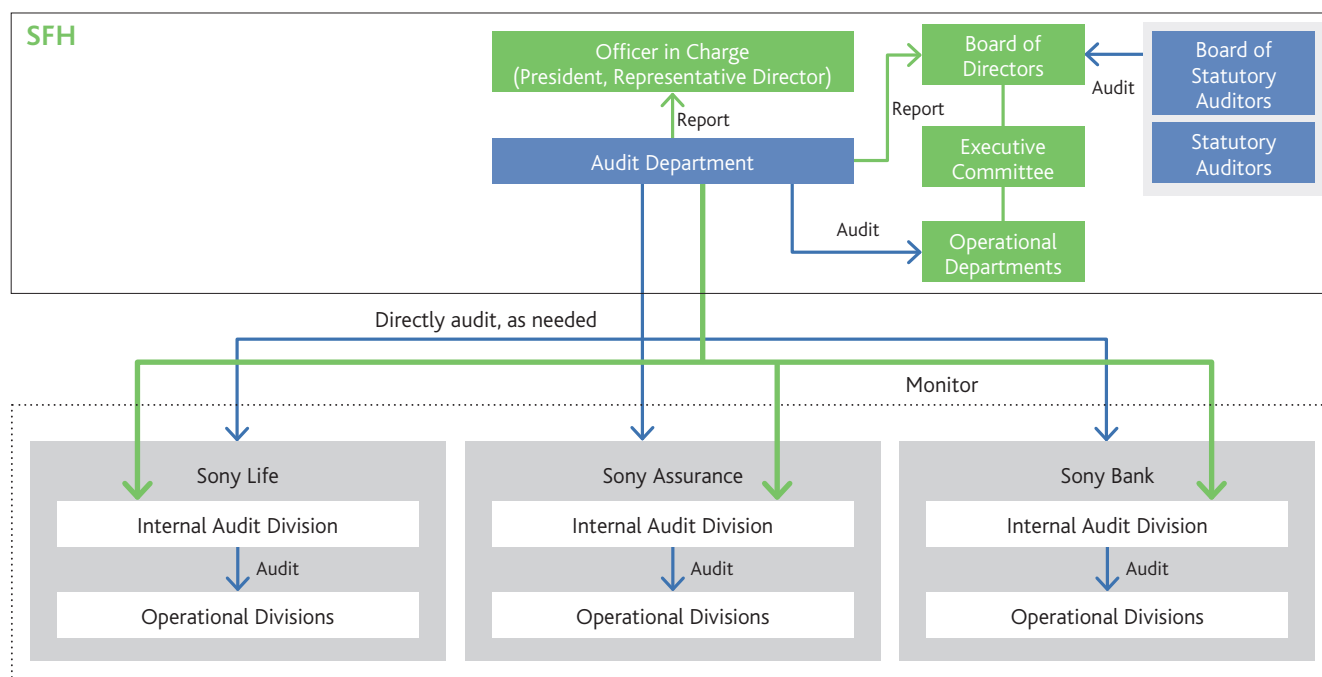 SFH
Officer in Charge
(President, Representative Director)
Board of
Directors
Board of
Statutory
Auditors
Audit
Report
Report
Audit Department
Executive
Committee
Statutory
Auditors
Audit
Operational
Departments
Directly audit, as needed
Monitor
Sony Life
Internal Audit Division
Audit
Operational Divisions
Sony Assurance
Internal Audit Division
Audit
Operational Divisions
Sony Bank
Internal Audit Division
Audit
Operational Divisions